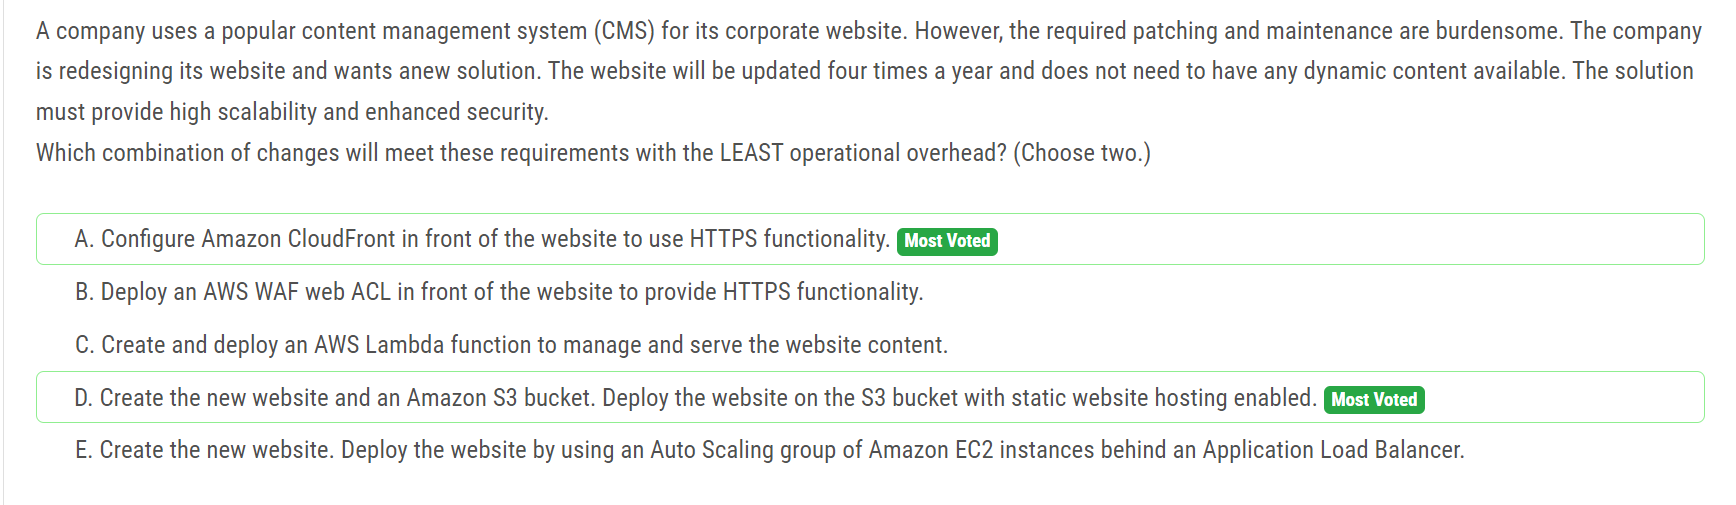 A company uses a popular content management system (CMS) for its corporate website. However, the required patching and maintenance are burdensome. The company
is redesigning its website and wants anew solution. The website will be updated four times a year and does not need to have any dynamic content available. The solution
must provide high scalability and enhanced security.
Which combination of changes will meet these requirements with the LEAST operational overhead? (Choose two.)
A. Configure Amazon CloudFront in front of the website to use HTTPS functionality. Most Voted
B. Deploy an AWS WAF web ACL in front of the website to provide HTTPS functionality.
C. Create and deploy an AWS Lambda function to manage and serve the website content.
D. Create the new website and an Amazon S3 bucket. Deploy the website on the S3 bucket with static website hosting enabled. Most Voted
E. Create the new website. Deploy the website by using an Auto Scaling group of Amazon EC2 instances behind an Application Load Balancer.